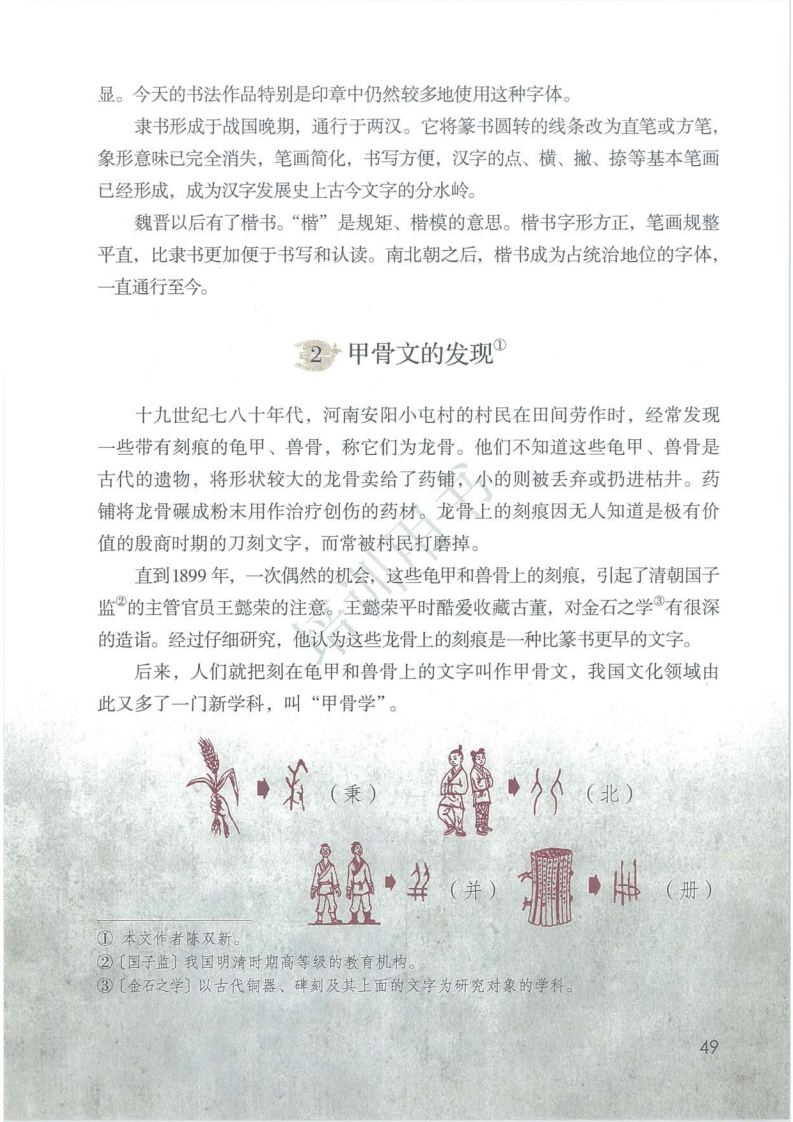 显。今天的书法作品特别是印章中仍然较多地使用这种字体。
隶书形成于战国晚期，通行于两汉。它将篆书圆转的线条改为直笔或方笔，
象形意味已完全消失，笔画简化，书写方便，汉字的点、横、撇、捺等基本笔画
已经形成，成为汉字发展史上古今文字的分水岭。
魏晋以后有了楷书。“楷”是规矩、楷模的意思。楷书字形方正，笔画规整
平直，比隶书更加便于书写和认读。南北朝之后，楷书成为占统治地位的字体，
一直通行至今。
2 甲骨文的发现①
十九世纪七八十年代，河南安阳小屯村的村民在田间劳作时，经常发现
一些带有刻痕的龟甲、兽骨，称它们为龙骨。他们不知道这些龟甲、兽骨是
古代的遗物，将形状较大的龙骨卖给了药铺，小的则被丢弃或扔进枯井。药
铺将龙骨碾成粉末用作治疗创伤的药材。龙骨上的刻痕因无人知道是极有价
值的殷商时期的刀刻文字，而常被村民打磨掉。
直到1899 年，一次偶然的机会，这些龟甲和兽骨上的刻痕，引起了清朝国子
监②的主管官员王懿荣的注意。王懿荣平时酷爱收藏古董，对金石之学③有很深
的造诣。经过仔细研究，他认为这些龙骨上的刻痕是一种比篆书更早的文字。
后来，人们就把刻在龟甲和兽骨上的文字叫作甲骨文，我国文化领域由
此又多了一门新学科，叫“甲骨学”。
（秉） （北）
（并） （册）
① 本文作者陈双新。
②〔国子监〕我国明清时期高等级的教育机构。
③〔金石之学〕以古代铜器、碑刻及其上面的文字为研究对象的学科。
49
培训用书